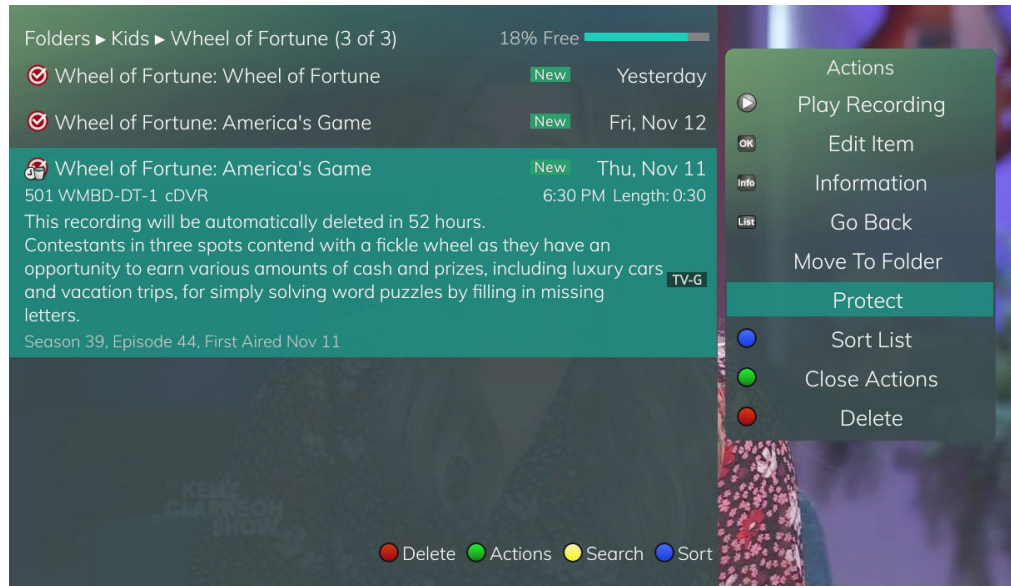 Folders ▸ Kids ▸ Wheel of Fortune (3 of 3) 18% Free
Wheel of Fortune: Wheel of Fortune New Yesterday
Wheel of Fortune: America's Game New Fri, Nov 12
Wheel of Fortune: America's Game New Thu, Nov 11
501 WMBD-DT-1 cDVR 6:30 PM Length: 0:30
This recording will be automatically deleted in 52 hours.
Contestants in three spots contend with a fickle wheel as they have an
opportunity to earn various amounts of cash and prizes, including luxury cars
and vacation trips, for simply solving word puzzles by filling in missing
letters.
TV-G
Season 39, Episode 44, First Aired Nov 11
KELLY
CLARKSON
SHOW
Delete Actions Search Sort
Actions
Play Recording
OK Edit Item
Info Information
List Go Back
Move To Folder
Protect
Sort List
Close Actions
Delete